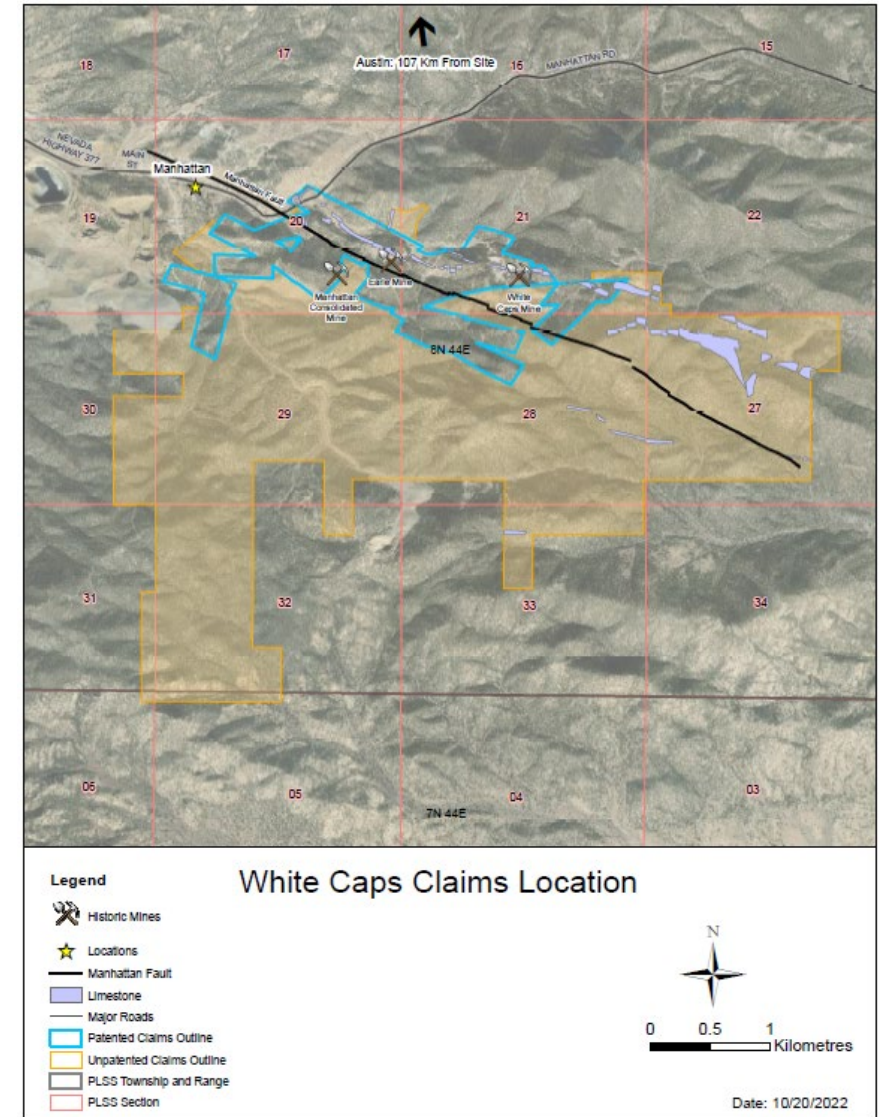 Austin: 107 Km From Site
18
17
16
15
MANHATTAN RD
NEVADA
HIGHWAY 377
MAIN
ST
Manhattan
Manhattan Fault
19
20
21
22
Earle Mine
Manhattan
Consolidated
Mine
White
Caps Mine
8N 44E
30
29
28
27
31
32
33
34
06
05
04
03
7N 44E
White Caps Claims Location
Legend
Historic Mines
Locations
Manhattan Fault
Limestone
Major Roads
Patented Claims Outline
Unpatented Claims Outline
PLSS Township and Range
PLSS Section
N
0 0.5 1
Kilometres
Date: 10/20/2022